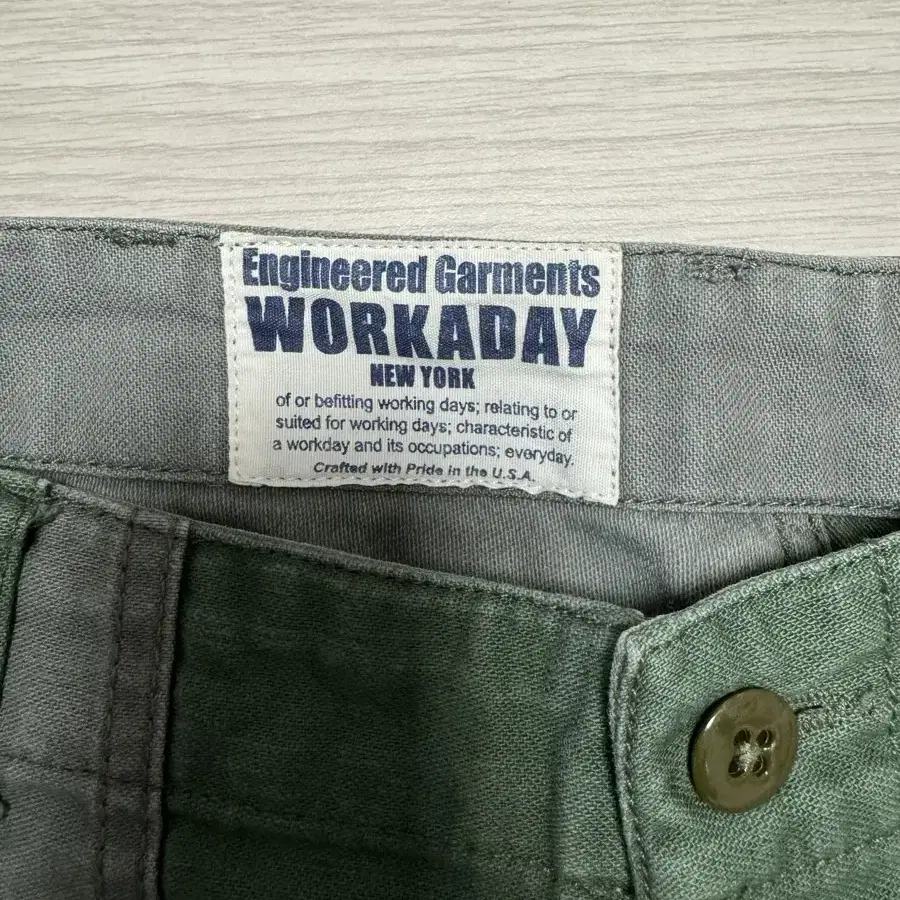 Engineered Garments
WORKADAY
NEW YORK
of or befitting working days; relating to or
suited for working days; characteristic of
a workday and its occupations; everyday.
Crafted with Pride in the U.S.A.